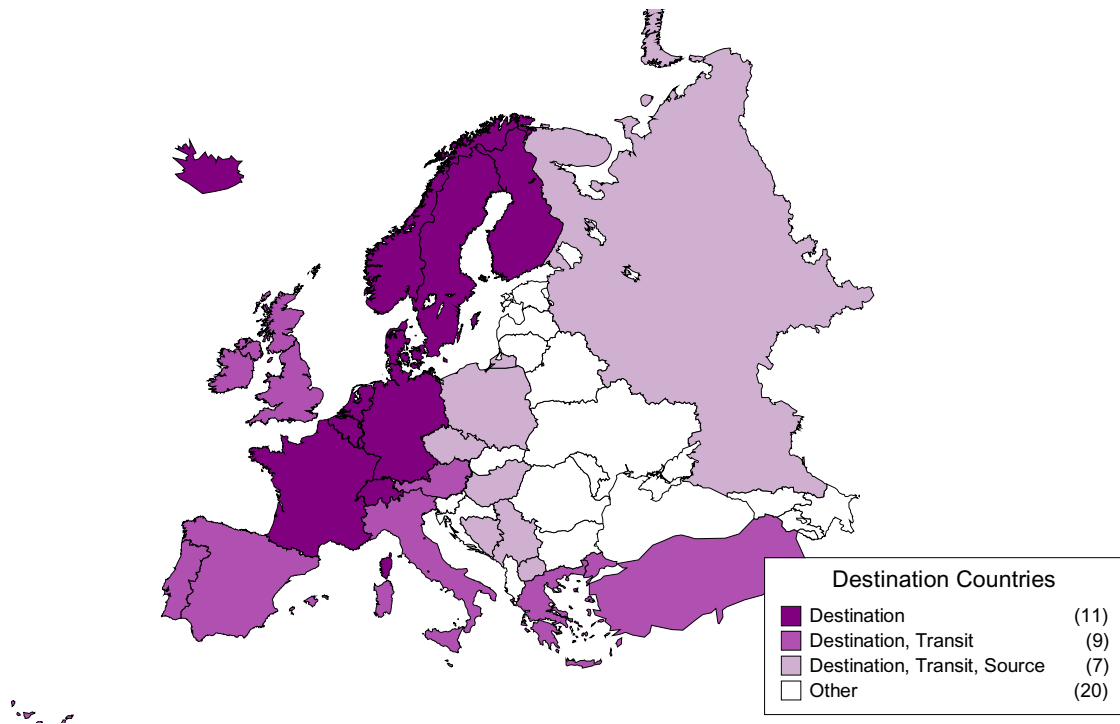 Destination Countries
Destination (11)
Destination, Transit (9)
Destination, Transit, Source (7)
Other (20)